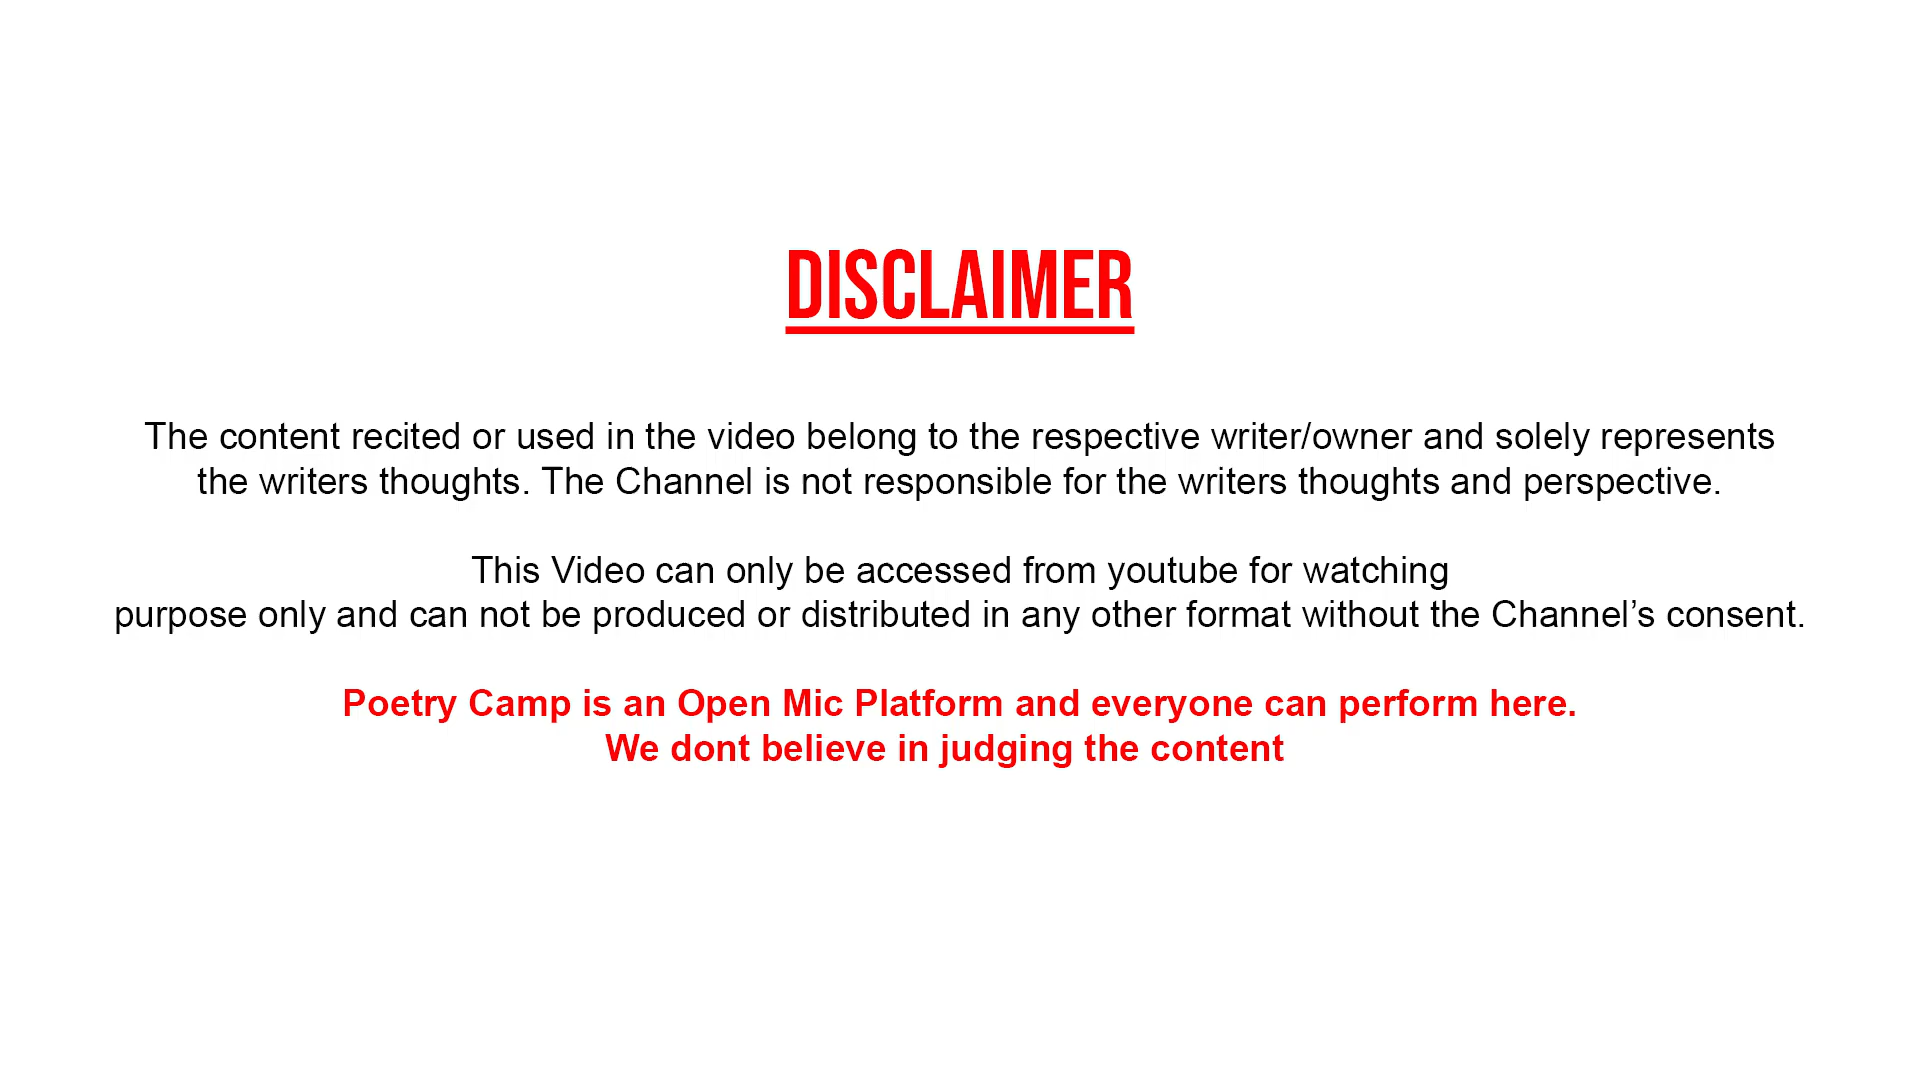 DISCLAIMER
The content recited or used in the video belong to the respective writer/owner and solely represents
the writers thoughts. The Channel is not responsible for the writers thoughts and perspective.
This Video can only be accessed from youtube for watching
purpose only and can not be produced or distributed in any other format without the Channel’s consent.
Poetry Camp is an Open Mic Platform and everyone can perform here.
We dont believe in judging the content